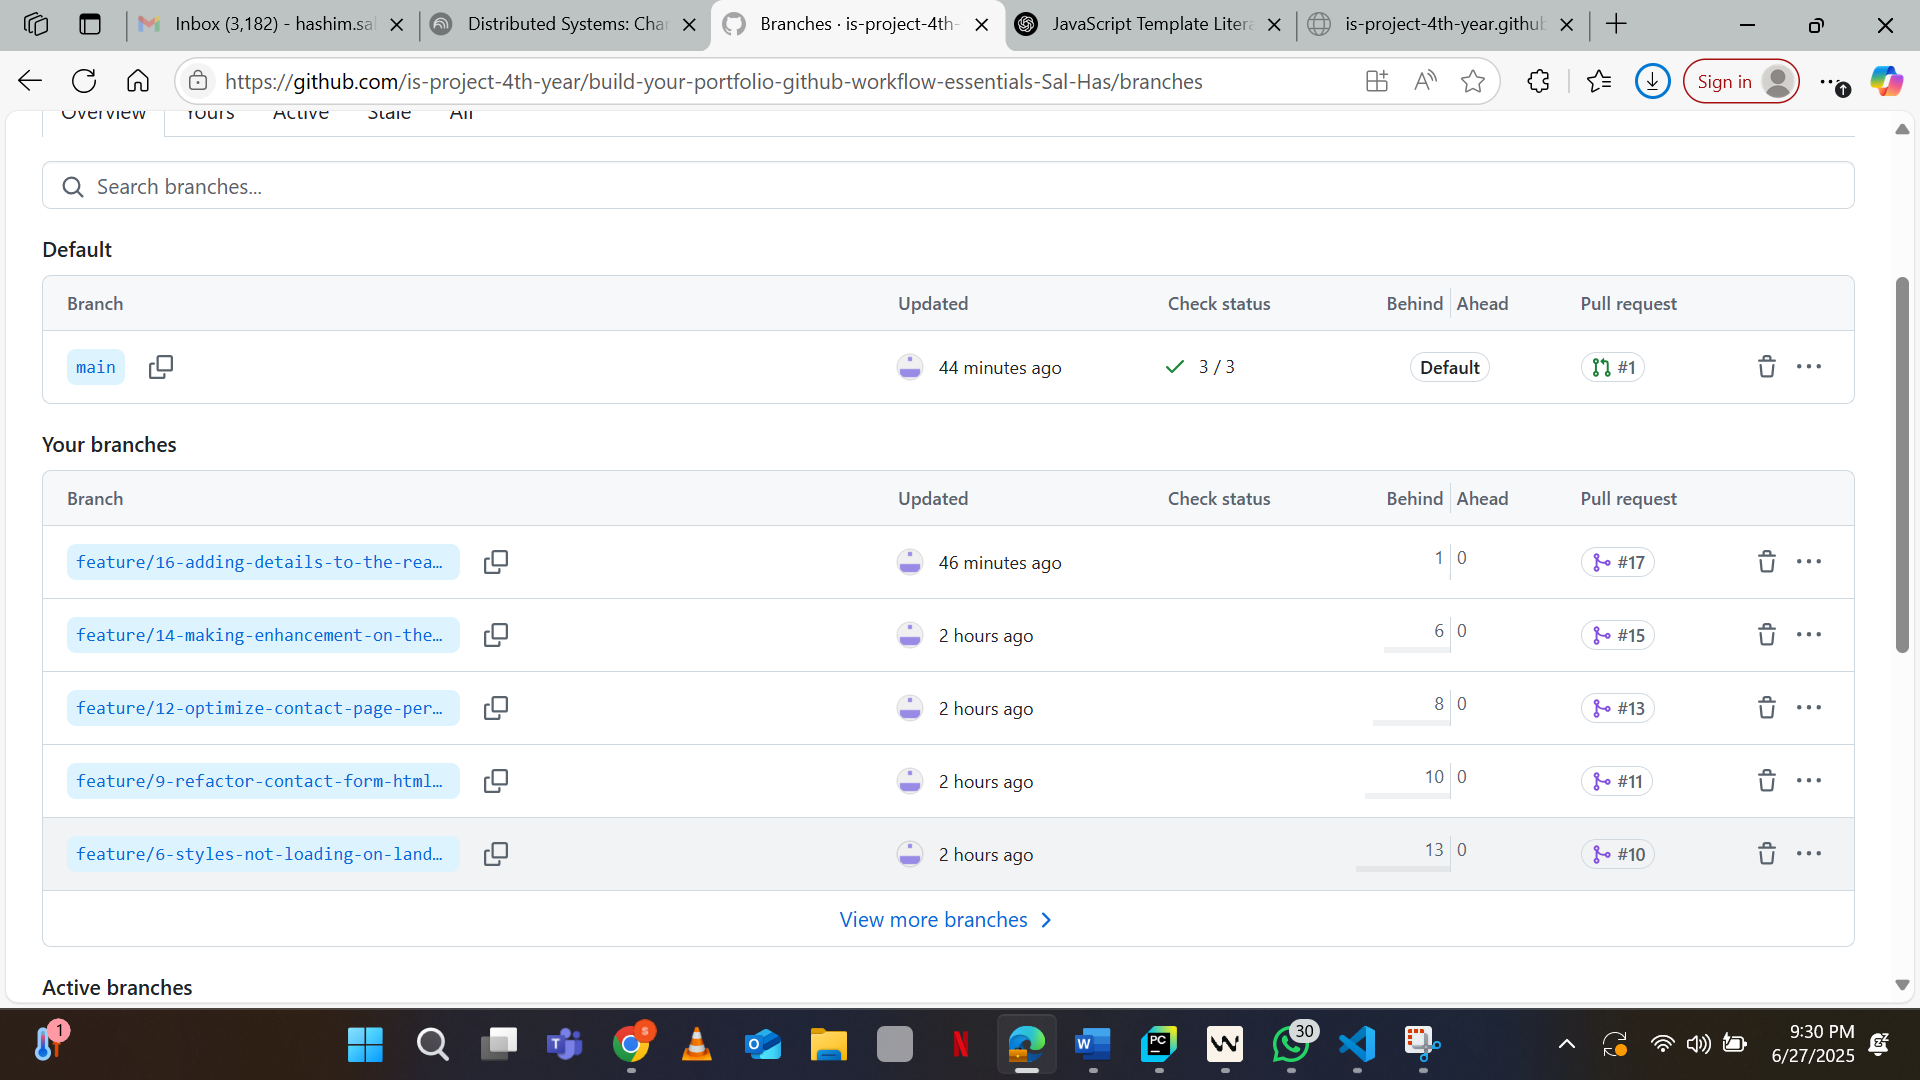 Inbox (3,182) - hashim.sal
Distributed Systems: Char
Branches · is-project-4th-
JavaScript Template Litera
is-project-4th-year.github
https://github.com/is-project-4th-year/build-your-portfolio-github-workflow-essentials-Sal-Has/branches
Sign in
Overview Yours Active Stale All
Search branches...
Default
Branch Updated Check status Behind Ahead Pull request
main 44 minutes ago 3 / 3 Default #1
Your branches
Branch Updated Check status Behind Ahead Pull request
feature/16-adding-details-to-the-rea… 46 minutes ago 1 0 #17
feature/14-making-enhancement-on-the… 2 hours ago 6 0 #15
feature/12-optimize-contact-page-per… 2 hours ago 8 0 #13
feature/9-refactor-contact-form-html… 2 hours ago 10 0 #11
feature/6-styles-not-loading-on-land… 2 hours ago 13 0 #10
View more branches
Active branches
1
S
30
9:30 PM
6/27/2025